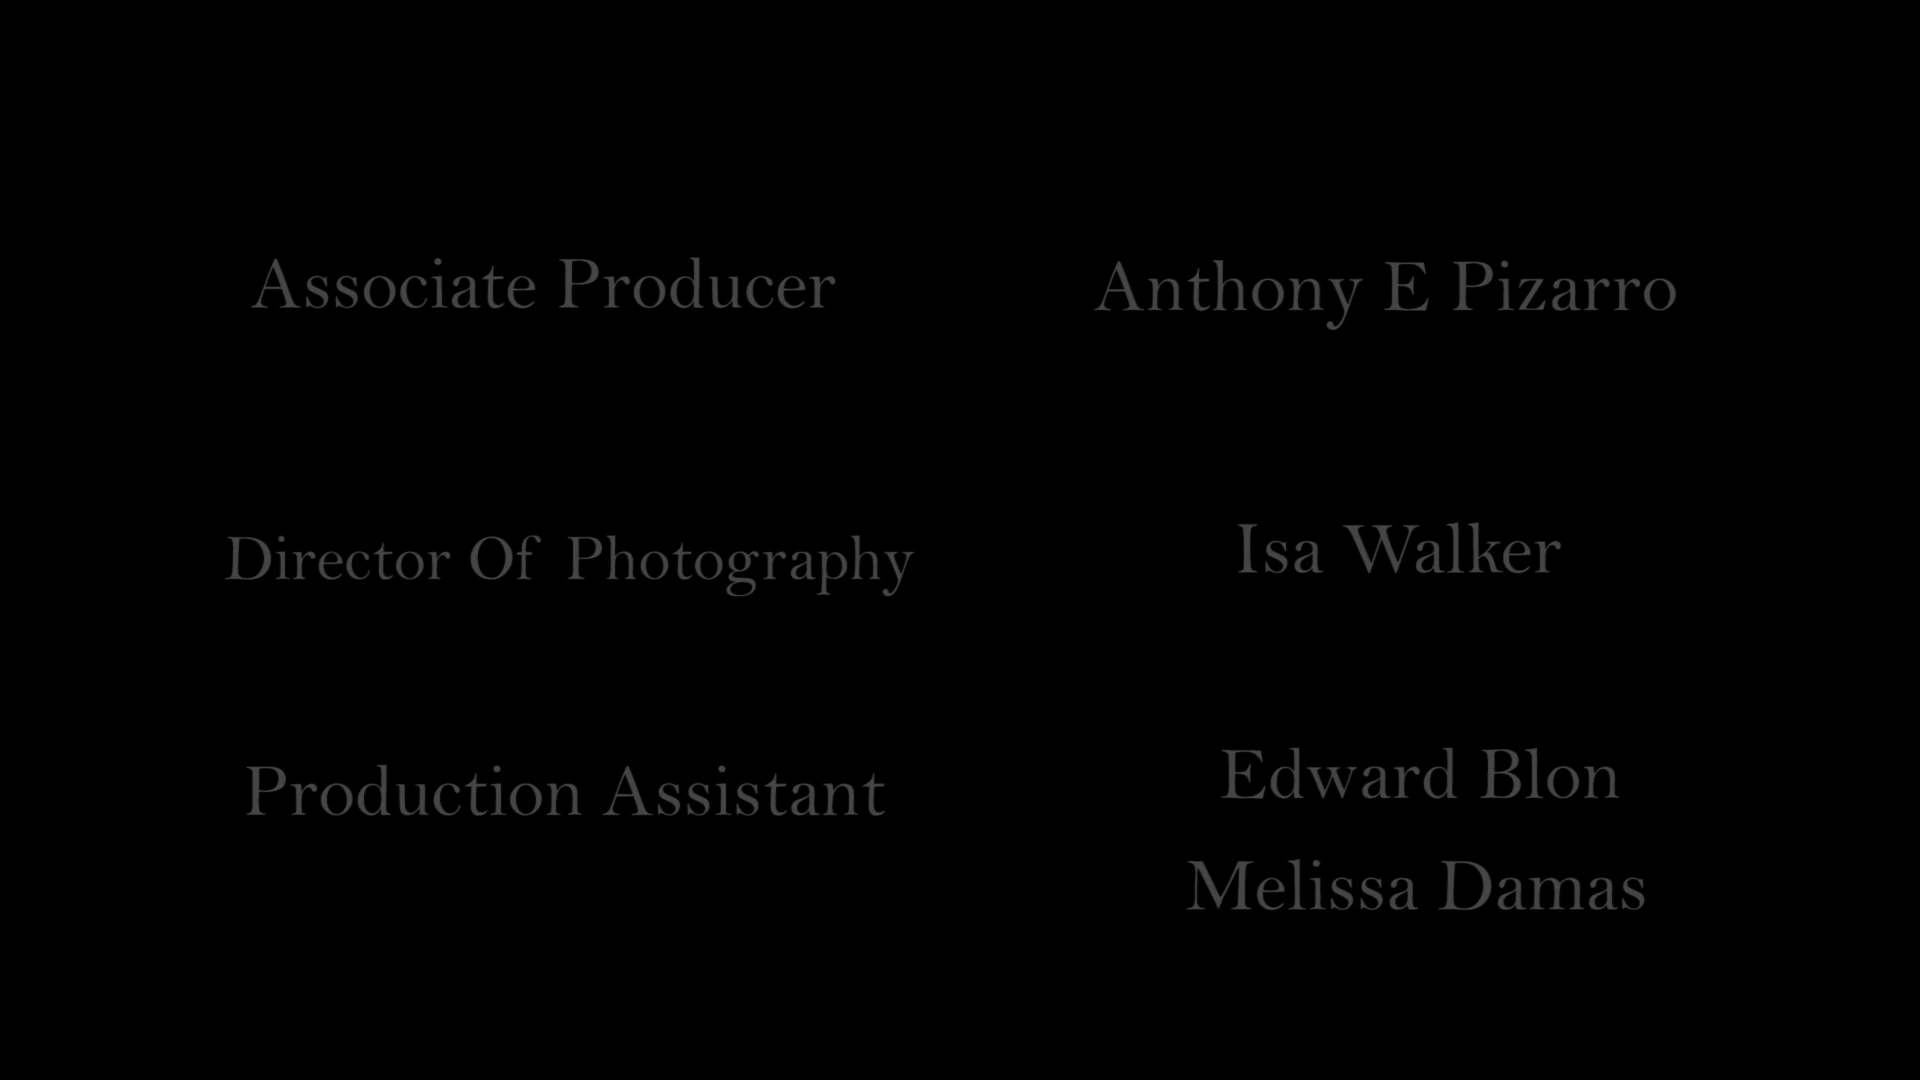 Associate Producer Anthony E Pizarro
Director Of Photography Isa Walker
Production Assistant Edward Blon
Melissa Damas